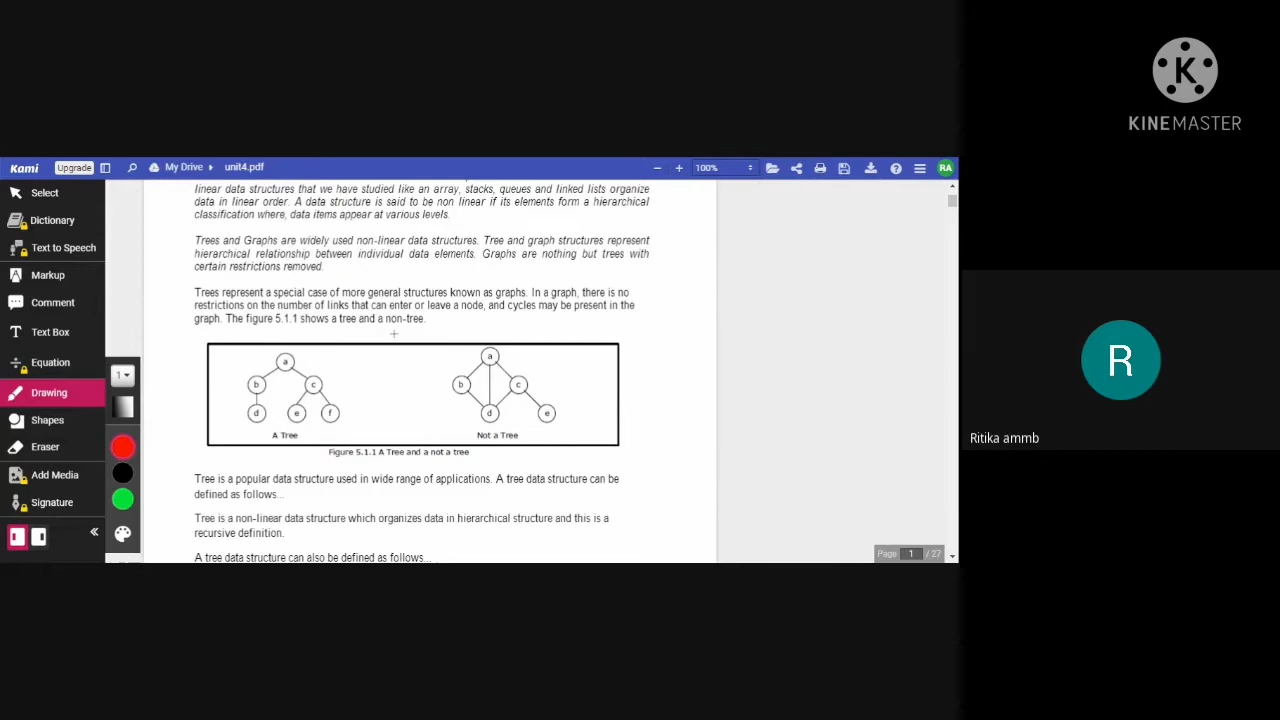 K
KINEMASTER
Kami
Upgrade
My Drive
unit4.pdf
100%
RA
Select
Dictionary
Text to Speech
Markup
Comment
Text Box
Equation
Drawing
Shapes
Eraser
Add Media
Signature
1
linear data structures that we have studied like an array, stacks, queues and linked lists organize
data in linear order. A data structure is said to be non linear if its elements form a hierarchical
classification where, data items appear at various levels.
Trees and Graphs are widely used non-linear data structures. Tree and graph structures represent
hierarchical relationship between individual data elements. Graphs are nothing but trees with
certain restrictions removed.
Trees represent a special case of more general structures known as graphs. In a graph, there is no
restrictions on the number of links that can enter or leave a node, and cycles may be present in the
graph. The figure 5.1.1 shows a tree and a non-tree.
a
b c
d e f
A Tree
a
b c
d e
Not a Tree
Figure 5.1.1 A Tree and a not a tree
Tree is a popular data structure used in wide range of applications. A tree data structure can be
defined as follows...
Tree is a non-linear data structure which organizes data in hierarchical structure and this is a
recursive definition.
A tree data structure can also be defined as follows...
Page 1 / 27
R
Ritika ammb